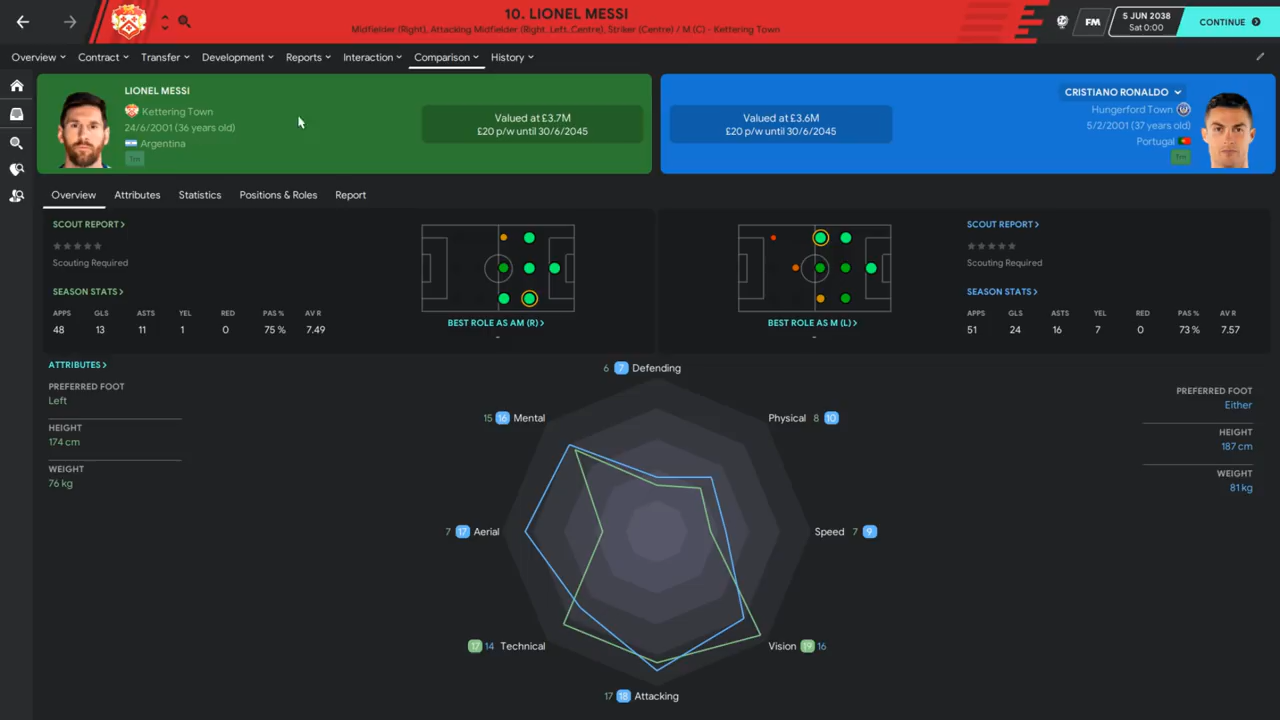 10. LIONEL MESSI
Midfielder (Right), Attacking Midfielder (Right, Left, Centre), Striker (Centre) / M (C) - Kettering Town
FM
5 JUN 2038
Sat 0:00
CONTINUE
Overview
Contract
Transfer
Development
Reports
Interaction
Comparison
History
LIONEL MESSI
Kettering Town
24/6/2001 (36 years old)
Argentina
Trn
Valued at £3.7M
£20 p/w until 30/6/2045
Valued at £3.6M
£20 p/w until 30/6/2045
CRISTIANO RONALDO
Hungerford Town
5/2/2001 (37 years old)
Portugal
Trn
Overview
Attributes
Statistics
Positions & Roles
Report
SCOUT REPORT >
Scouting Required
SEASON STATS >
APPS GLS ASTS YEL RED PAS % AV R
48 13 11 1 0 75 % 7.49
BEST ROLE AS AM (R) >
-
BEST ROLE AS M (L) >
-
SCOUT REPORT >
Scouting Required
SEASON STATS >
APPS GLS ASTS YEL RED PAS % AV R
51 24 16 7 0 73 % 7.57
ATTRIBUTES >
PREFERRED FOOT
Left
HEIGHT
174 cm
WEIGHT
76 kg
6 7 Defending
15 16 Mental
Physical 8 10
7 17 Aerial
Speed 7 9
17 14 Technical
Vision 19 16
17 18 Attacking
PREFERRED FOOT
Either
HEIGHT
187 cm
WEIGHT
81 kg